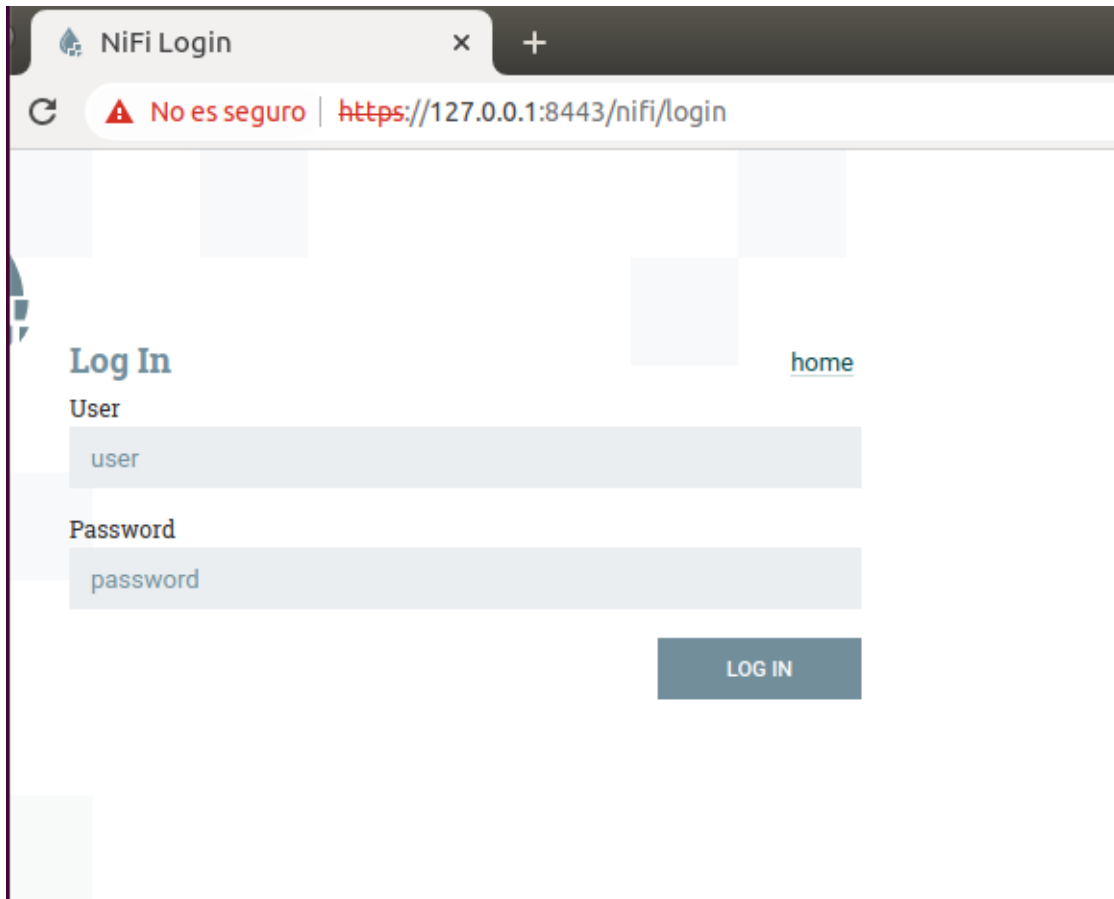 NiFi Login
No es seguro https://127.0.0.1:8443/nifi/login
Log In home
User
user
Password
password
LOG IN